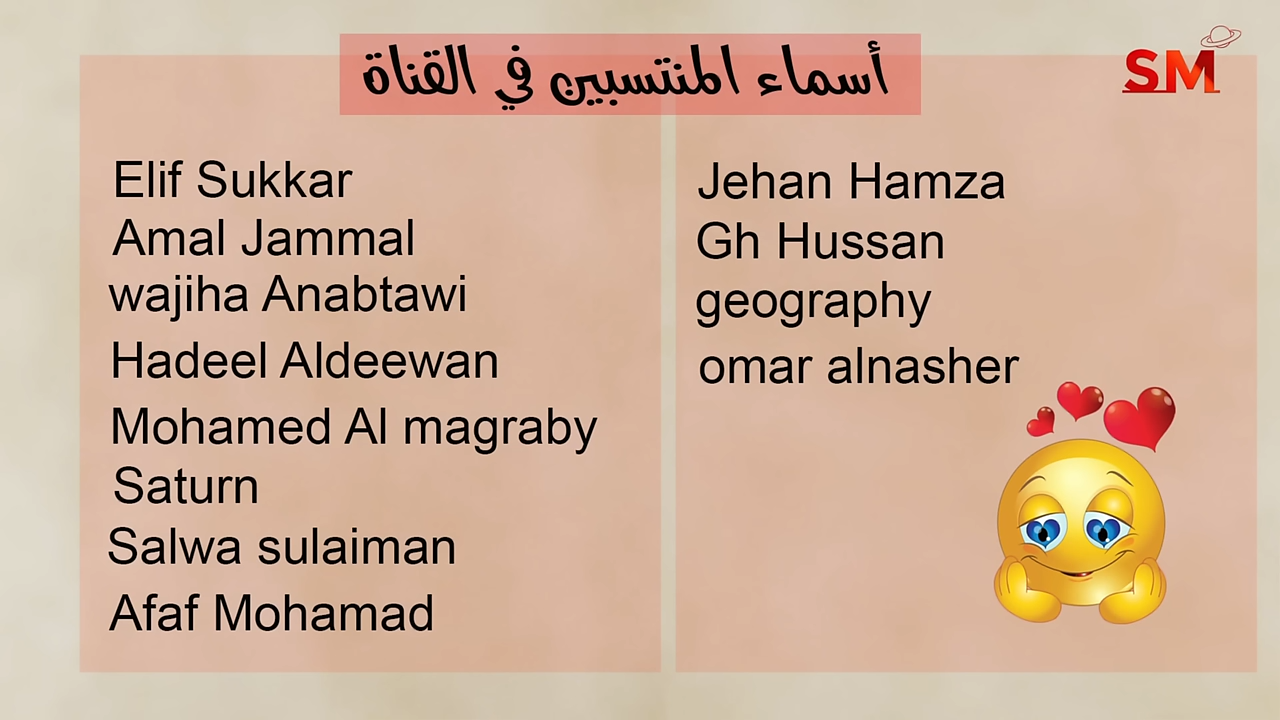 أسماء المنتسبين في القناة
SM
Elif Sukkar
Amal Jammal
wajiha Anabtawi
Hadeel Aldeewan
Mohamed Al magraby
Saturn
Salwa sulaiman
Afaf Mohamad
Jehan Hamza
Gh Hussan
geography
omar alnasher